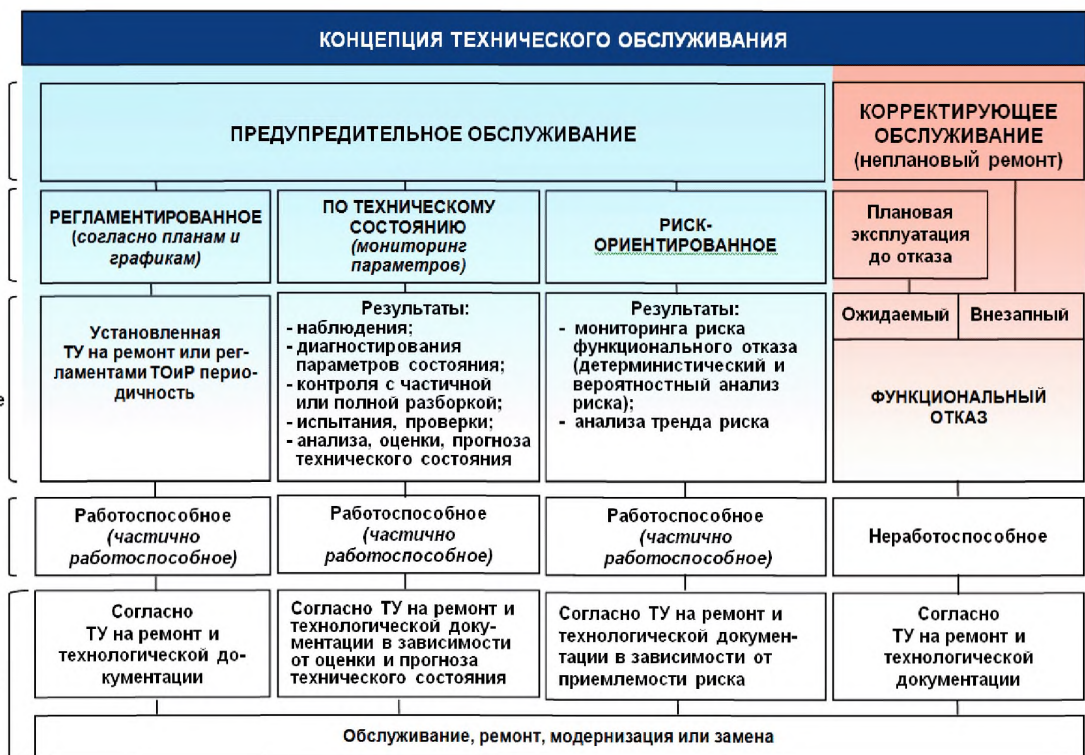 КОНЦЕПЦИЯ ТЕХНИЧЕСКОГО ОБСЛУЖИВАНИЯ
ПРЕДУПРЕДИТЕЛЬНОЕ ОБСЛУЖИВАНИЕ
КОРРЕКТИРУЮЩЕЕ
ОБСЛУЖИВАНИЕ
(неплановый ремонт)
РЕГЛАМЕНТИРОВАННОЕ
(согласно планам и
графикам)
ПО ТЕХНИЧЕСКОМУ
СОСТОЯНИЮ
(мониторинг
параметров)
РИСК-
ОРИЕНТИРОВАННОЕ
Плановая
эксплуатация
до отказа
Установленная
ТУ на ремонт или рег-
ламентами ТОиР перио-
дичность
Результаты:
- наблюдения;
- диагностирования
параметров состояния;
- контроля с частичной
или полной разборкой;
- испытания, проверки;
- анализа, оценки, прогноза
технического состояния
Результаты:
- мониторинга риска
функционального отказа
(детерминистический и
вероятностный анализ
риска);
- анализа тренда риска
Ожидаемый
Внезапный
ФУНКЦИОНАЛЬНЫЙ
ОТКАЗ
е
Работоспособное
(частично
работоспособное)
Работоспособное
(частично
работоспособное)
Работоспособное
(частично
работоспособное)
Неработоспособное
Согласно
ТУ на ремонт и
технологической до-
кументации
Согласно ТУ на ремонт и
технологической доку-
ментации в зависимости
от оценки и прогноза
технического состояния
Согласно ТУ на ремонт и
технологической докумен-
тации в зависимости от
приемлемости риска
Согласно
ТУ на ремонт и
технологической
документации
Обслуживание, ремонт, модернизация или замена